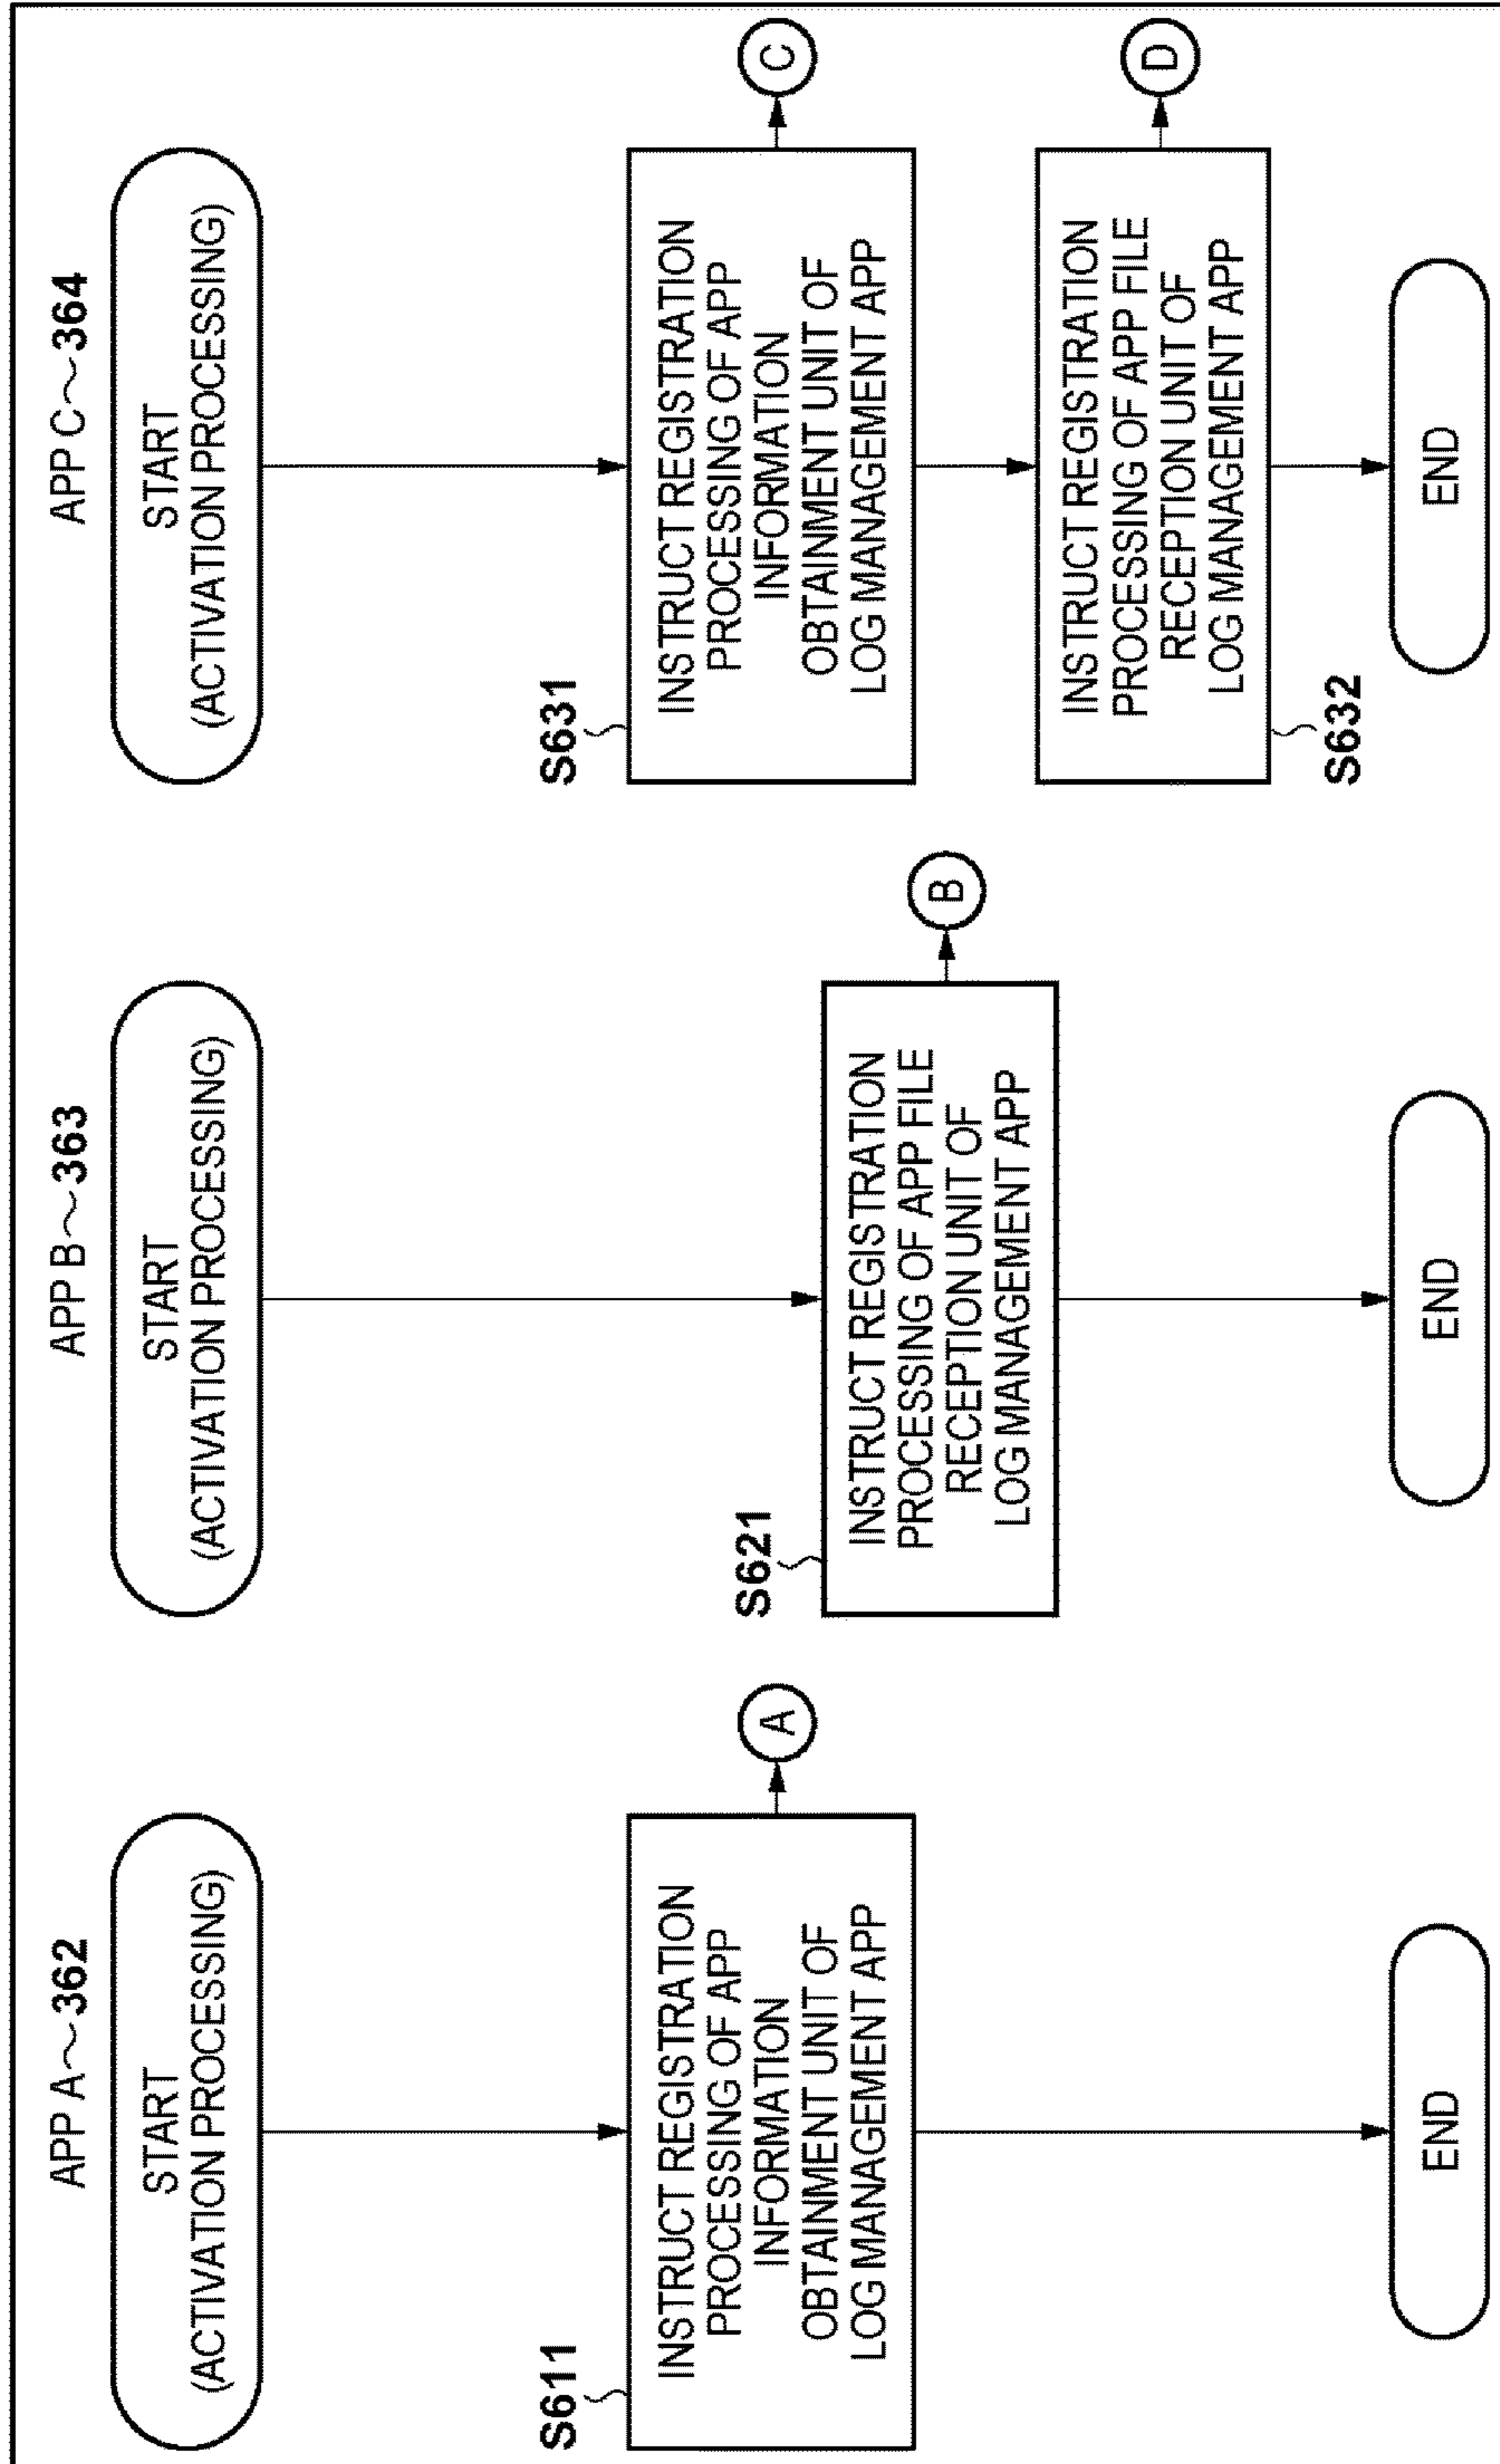 APP A~362
START
(ACTIVATION PROCESSING)
S611
INSTRUCT REGISTRATION
PROCESSING OF APP
INFORMATION
OBTAINMENT UNIT OF
LOG MANAGEMENT APP
A
END
APP B~363
START
(ACTIVATION PROCESSING)
S621
INSTRUCT REGISTRATION
PROCESSING OF APP FILE
RECEPTION UNIT OF
LOG MANAGEMENT APP
B
END
APP C~364
START
(ACTIVATION PROCESSING)
S631
INSTRUCT REGISTRATION
PROCESSING OF APP
INFORMATION
OBTAINMENT UNIT OF
LOG MANAGEMENT APP
C
INSTRUCT REGISTRATION
PROCESSING OF APP FILE
RECEPTION UNIT OF
LOG MANAGEMENT APP
D
S632
END